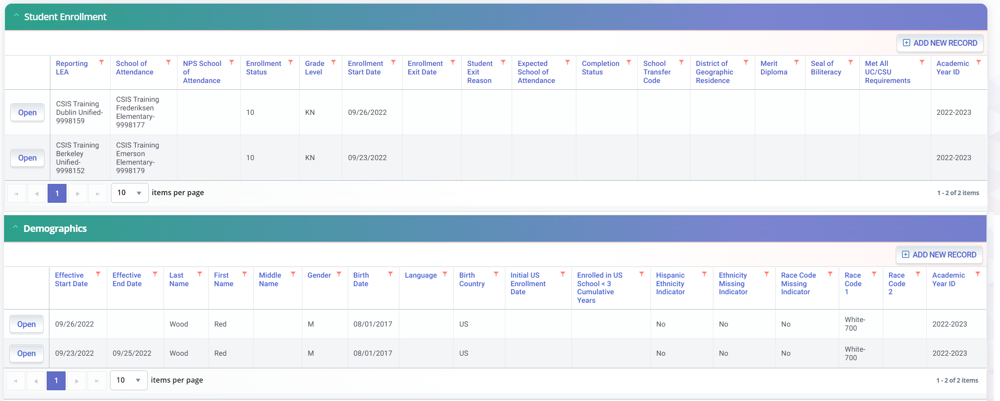 Student Enrollment
ADD NEW RECORD
Reporting LEA School of Attendance NPS School of Attendance Enrollment Status Grade Level Enrollment Start Date Enrollment Exit Date Student Exit Reason Expected School of Attendance Completion Status School Transfer Code District of Geographic Residence Merit Diploma Seal of Biliteracy Met All UC/CSU Requirements Academic Year ID
Open CSIS Training Dublin Unified-9998159 CSIS Training Frederiksen Elementary-9998177 10 KN 09/26/2022 2022-2023
Open CSIS Training Berkeley Unified-9998152 CSIS Training Emerson Elementary-9998179 10 KN 09/23/2022 2022-2023
1 10 items per page 1 - 2 of 2 items
Demographics
ADD NEW RECORD
Effective Start Date Effective End Date Last Name First Name Middle Name Gender Birth Date Language Birth Country Initial US Enrollment Date Enrolled in US School < 3 Cumulative Years Hispanic Ethnicity Indicator Ethnicity Missing Indicator Race Code Missing Indicator Race Code 1 Race Code 2 Academic Year ID
Open 09/26/2022 Wood Red M 08/01/2017 US No No No White-700 2022-2023
Open 09/23/2022 09/25/2022 Wood Red M 08/01/2017 US No No No White-700 2022-2023
1 10 items per page 1 - 2 of 2 items